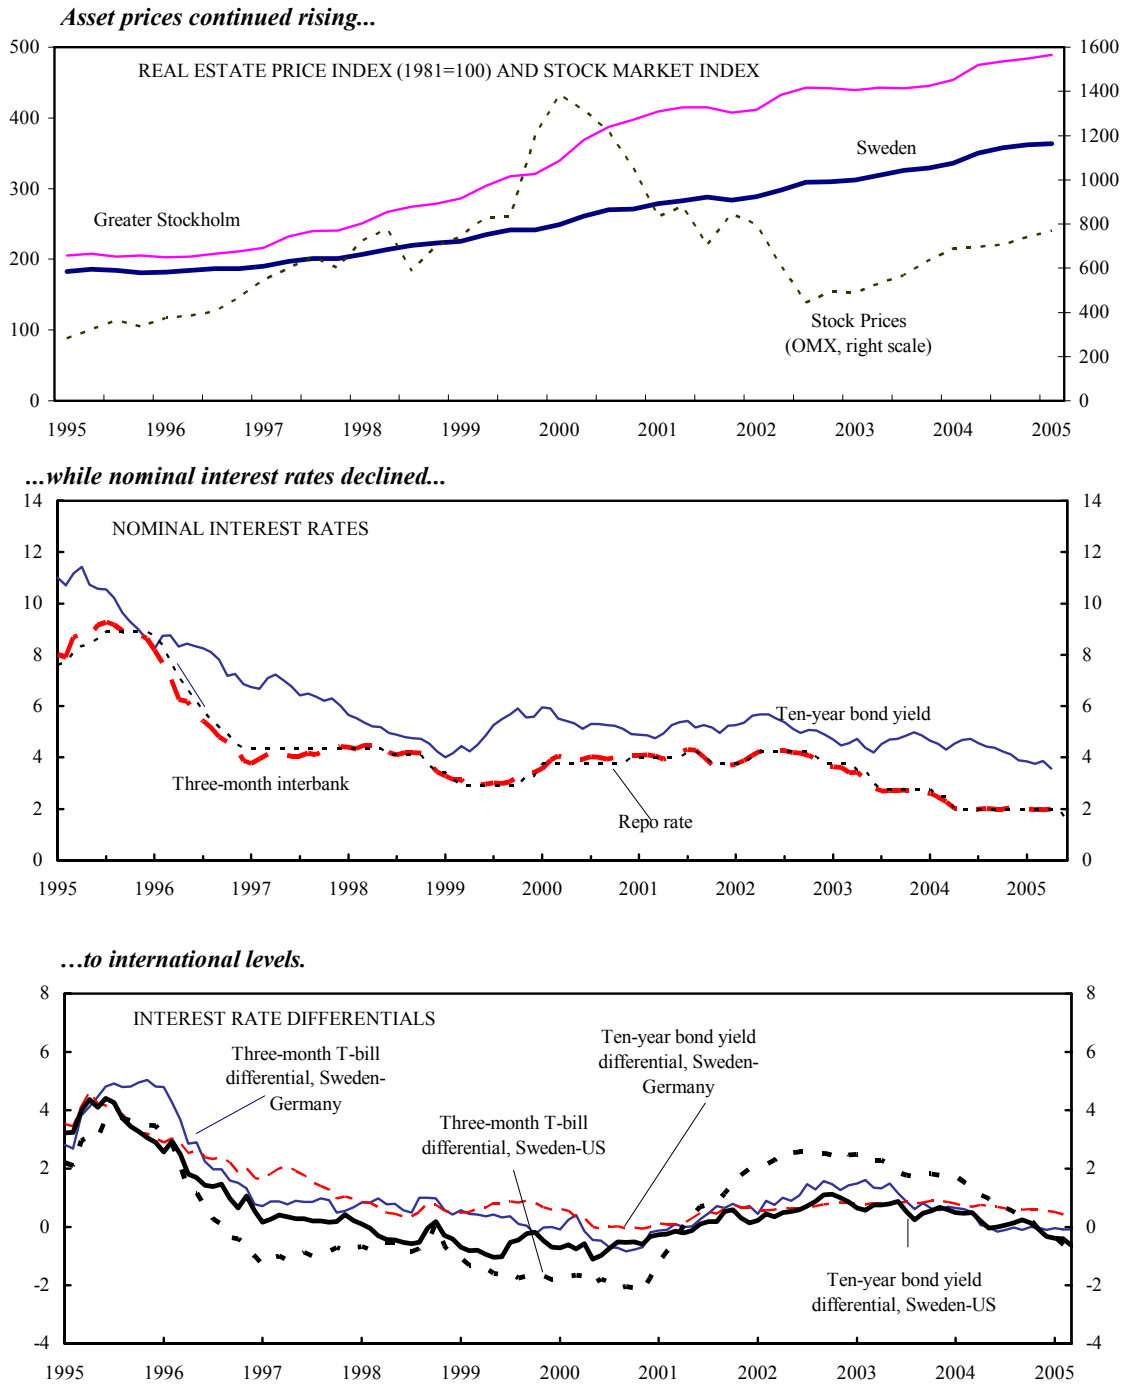 Asset prices continued rising...
500
1600
REAL ESTATE PRICE INDEX (1981=100) AND STOCK MARKET INDEX
1400
400
1200
Sweden
300
1000
Greater Stockholm
800
200
600
Stock Prices
(OMX, right scale)
400
100
200
0
0
1995 1996 1997 1998 1999 2000 2001 2002 2003 2004 2005
...while nominal interest rates declined...
14
14
NOMINAL INTEREST RATES
12
12
10
10
8
8
6
6
Ten-year bond yield
4
4
Three-month interbank
Repo rate
2
2
0
0
1995 1996 1997 1998 1999 2000 2001 2002 2003 2004 2005
…to international levels.
8
8
INTEREST RATE DIFFERENTIALS
6
6
Three-month T-bill
differential, Sweden-
Germany
Ten-year bond yield
differential, Sweden-
Germany
Three-month T-bill
differential, Sweden-US
4
4
2
2
0
0
Ten-year bond yield
differential, Sweden-US
-2
-2
-4
-4
1995 1996 1997 1998 1999 2000 2001 2002 2003 2004 2005